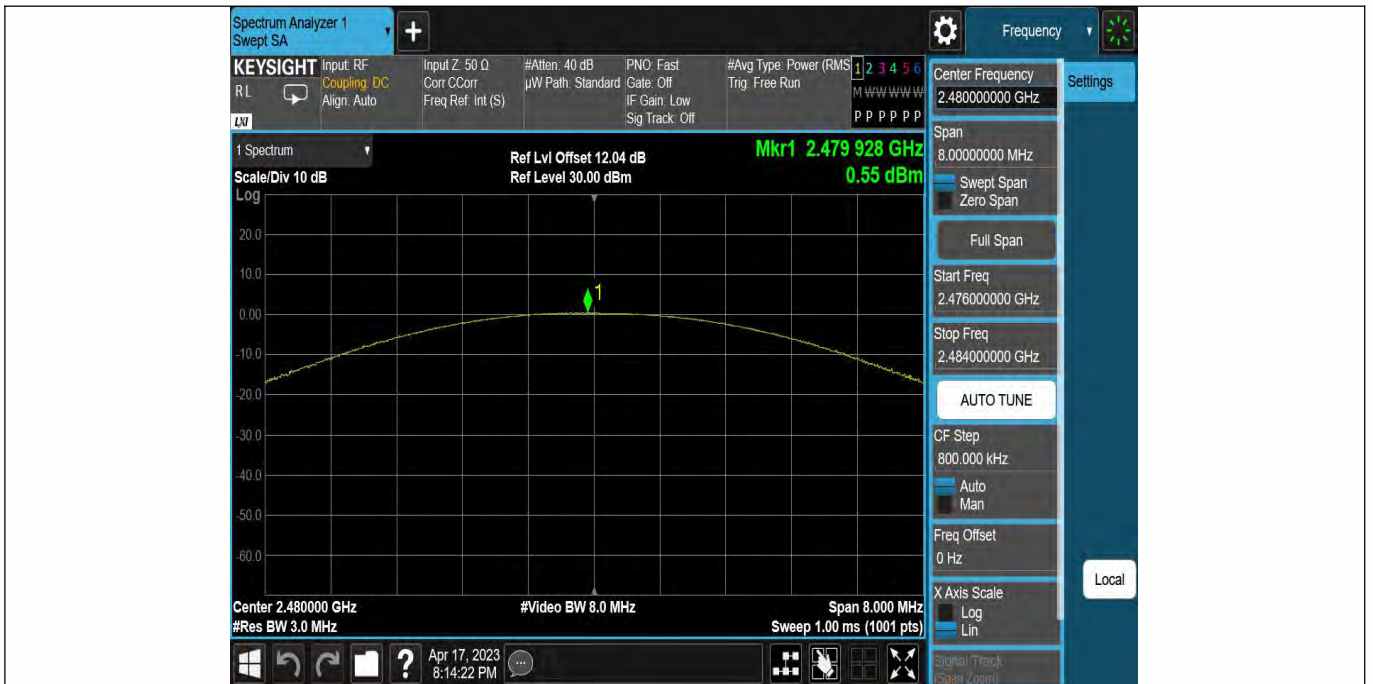 Spectrum Analyzer 1
Swept SA
Frequency
KEYSIGHT
RL
LXI
Input: RF
Coupling: DC
Align: Auto
Input Z: 50 Ω
Corr CCorr
Freq Ref: Int (S)
#Atten: 40 dB
µW Path: Standard
PNO: Fast
Gate: Off
IF Gain: Low
Sig Track: Off
#Avg Type: Power (RMS
Trig: Free Run
1 2 3 4 5 6
M W W W W W
P P P P P P
1 Spectrum
Scale/Div 10 dB
Log
Ref Lvl Offset 12.04 dB
Ref Level 30.00 dBm
Mkr1 2.479 928 GHz
0.55 dBm
20.0
10.0
0.00
-10.0
-20.0
-30.0
-40.0
-50.0
-60.0
1
Center 2.480000 GHz
#Res BW 3.0 MHz
#Video BW 8.0 MHz
Span 8.000 MHz
Sweep 1.00 ms (1001 pts)
Apr 17, 2023
8:14:22 PM
Center Frequency
2.480000000 GHz
Settings
Span
8.00000000 MHz
Swept Span
Zero Span
Full Span
Start Freq
2.476000000 GHz
Stop Freq
2.484000000 GHz
AUTO TUNE
CF Step
800.000 kHz
Auto
Man
Freq Offset
0 Hz
X Axis Scale
Log
Lin
Local
Signal Track
(Span Zoom)